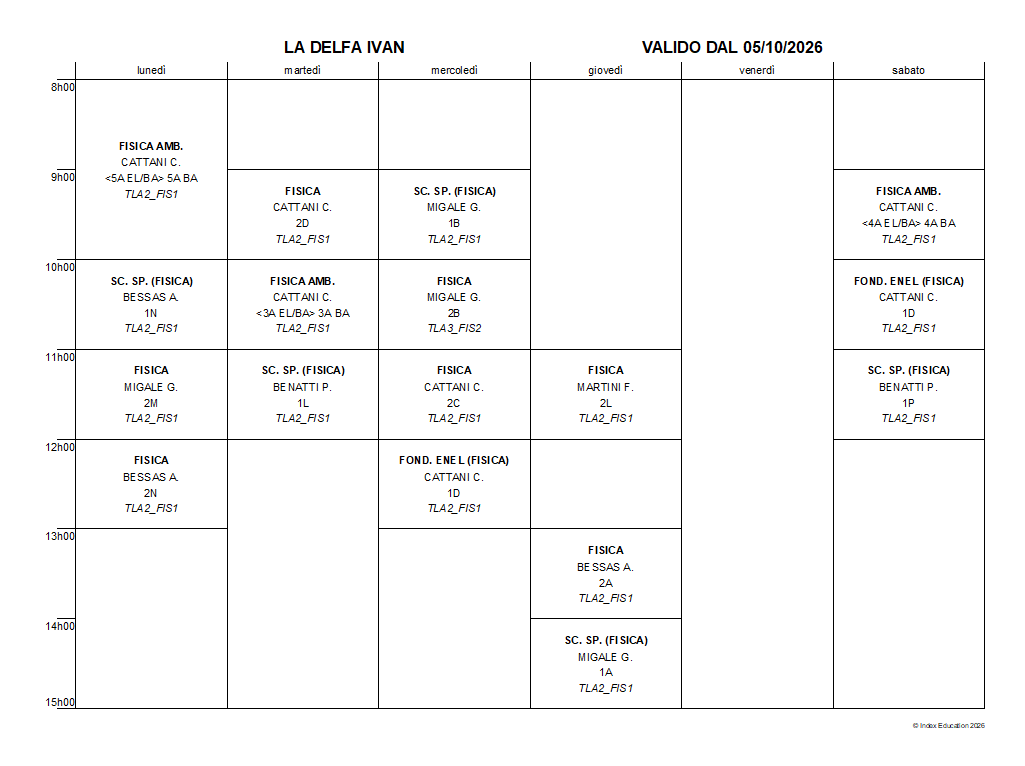 LA DELFA IVAN VALIDO DAL 05/10/2026
lunedì martedì mercoledì giovedì venerdì sabato
8h00
FISICA AMB.
CATTANI C.
<5A EL/BA> 5A BA
TLA2_FIS1
9h00
FISICA SC. SP. (FISICA) FISICA AMB.
CATTANI C. MIGALE G. CATTANI C.
2D 1B <4A EL/BA> 4A BA
TLA2_FIS1 TLA2_FIS1 TLA2_FIS1
10h00
SC. SP. (FISICA) FISICA AMB. FISICA FOND. ENEL (FISICA)
BESSAS A. CATTANI C. MIGALE G. CATTANI C.
1N <3A EL/BA> 3A BA 2B 1D
TLA2_FIS1 TLA2_FIS1 TLA3_FIS2 TLA2_FIS1
11h00
FISICA SC. SP. (FISICA) FISICA FISICA SC. SP. (FISICA)
MIGALE G. BENATTI P. CATTANI C. MARTINI F. BENATTI P.
2M 1L 2C 2L 1P
TLA2_FIS1 TLA2_FIS1 TLA2_FIS1 TLA2_FIS1 TLA2_FIS1
12h00
FISICA FOND. ENEL (FISICA)
BESSAS A. CATTANI C.
2N 1D
TLA2_FIS1 TLA2_FIS1
13h00
FISICA
BESSAS A.
2A
TLA2_FIS1
14h00
SC. SP. (FISICA)
MIGALE G.
1A
TLA2_FIS1
15h00
© Index Education 2026